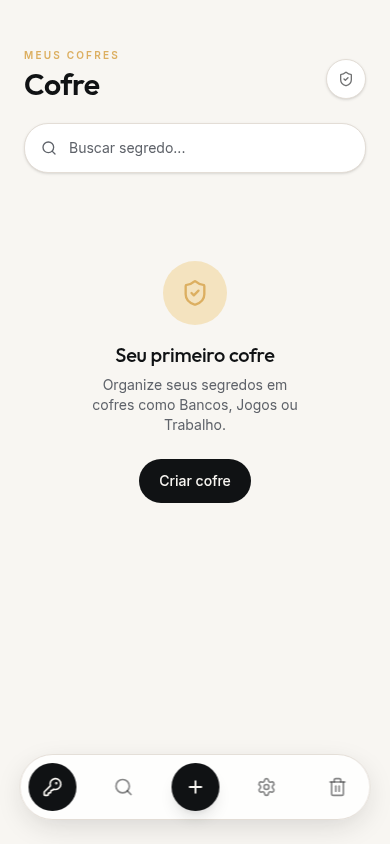 MEUS COFRES
Cofre
Buscar segredo...
Seu primeiro cofre
Organize seus segredos em
cofres como Bancos, Jogos ou
Trabalho.
Criar cofre